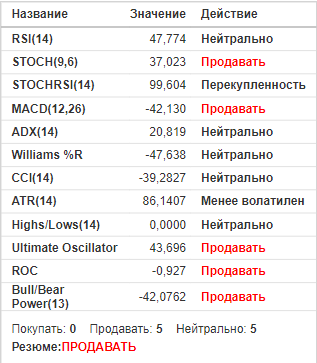 Название Значение Действие
RSI(14) 47,774 Нейтрально
STOCH(9,6) 37,023 Продавать
STOCHRSI(14) 99,604 Перекупленность
MACD(12,26) -42,130 Продавать
ADX(14) 20,819 Нейтрально
Williams %R -47,638 Нейтрально
CCI(14) -39,2827 Нейтрально
ATR(14) 86,1407 Менее волатилен
Highs/Lows(14) 0,0000 Нейтрально
Ultimate Oscillator 43,696 Продавать
ROC -0,927 Продавать
Bull/Bear
Power(13) -42,0762 Продавать
Покупать: 0 Продавать: 5 Нейтрально: 5
Резюме:ПРОДАВАТЬ